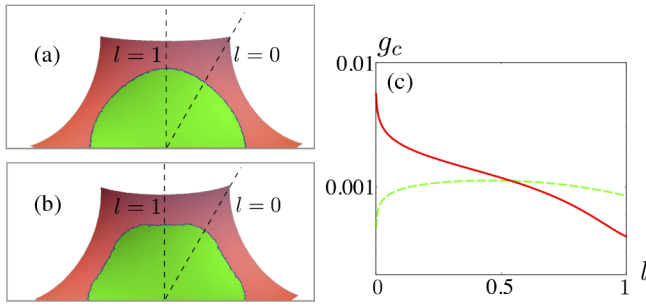 (a)
l = 1
l = 0
(b)
l = 1
l = 0
g_c
0.01
(c)
0.001
0
0.5
1
l